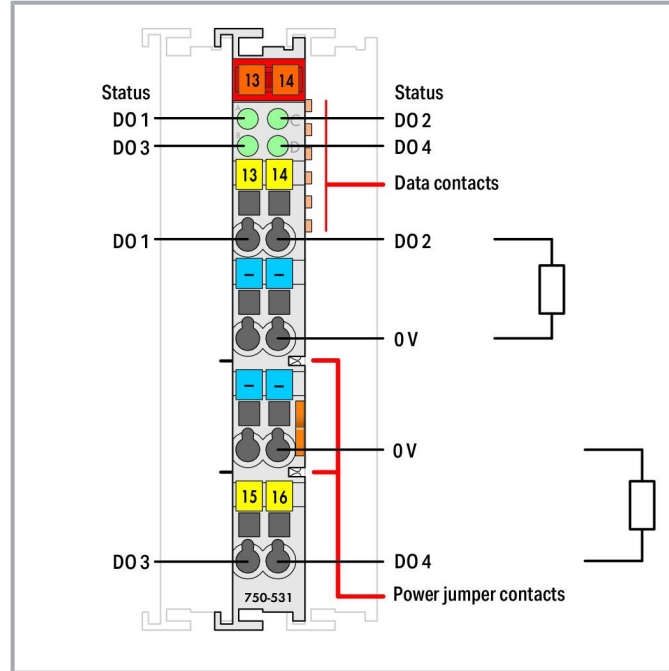 13 14
Status Status
DO 1 A C DO 2
DO 3 B D DO 4
13 14 Data contacts
DO 1 DO 2
– –
0 V
– –
0 V
15 16
DO 3 DO 4
750-531 Power jumper contacts